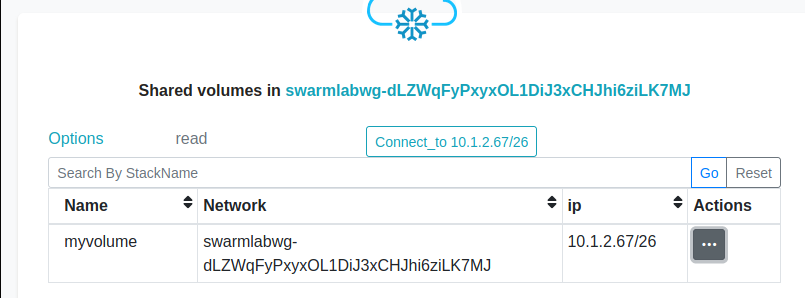 Shared volumes in swarmlabwg-dLZWqFyPxyxOL1DiJ3xCHJhi6ziLK7MJ
Options read Connect_to 10.1.2.67/26
Search By StackName Go Reset
Name Network ip Actions
myvolume swarmlabwg- 10.1.2.67/26
dLZWqFyPxyxOL1DiJ3xCHJhi6ziLK7MJ